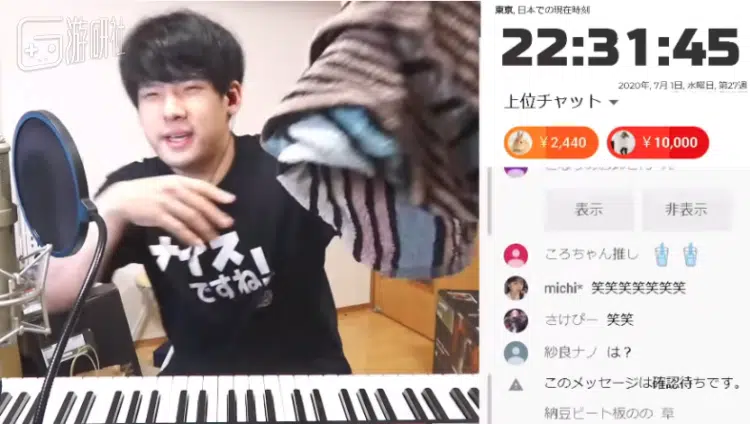 游研社
ナイス
ですね!
東京, 日本での現在時刻
22:31:45
2020年, 7月 1日, 水曜日, 第27週
上位チャット
¥2,440
¥10,000
表示
非表示
ころちゃん推し
michi* 笑笑笑笑笑笑笑
さけぴー 笑笑
紗良ナノ は?
このメッセージは確認待ちです。
納豆ビート板のの 草